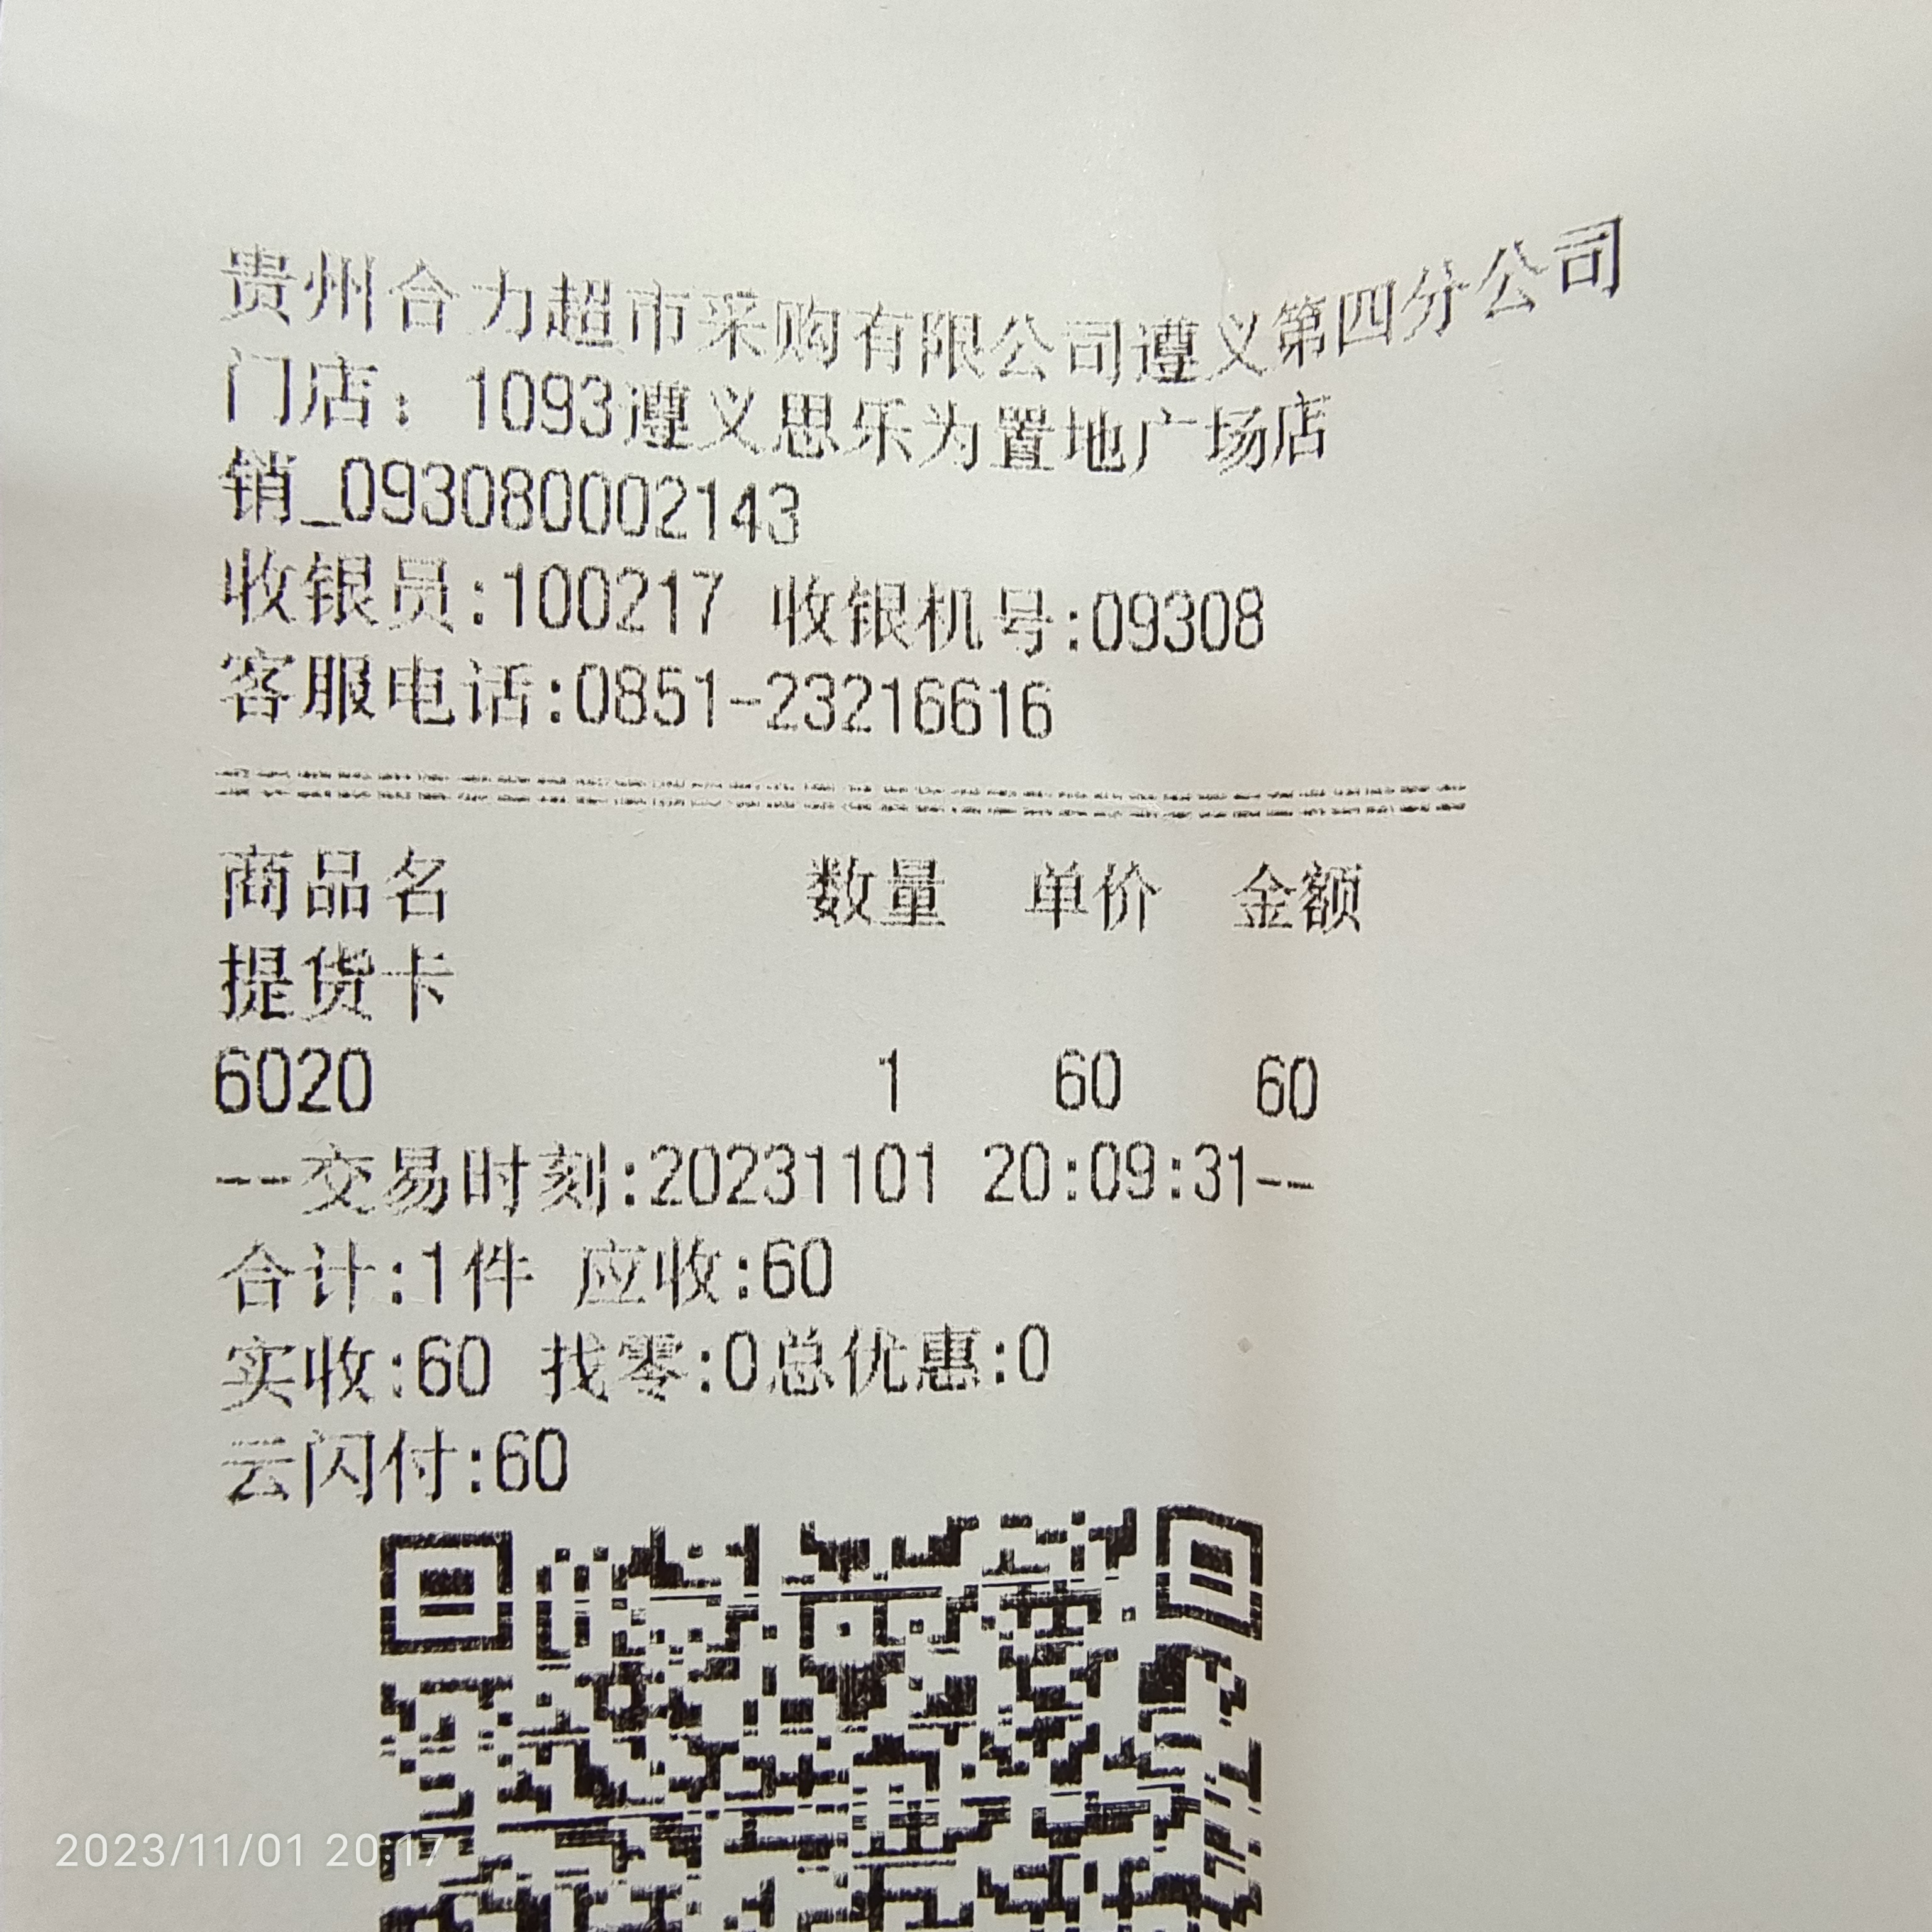 贵州合力超市采购有限公司遵义第四分公司
门店：1093遵义思乐为置地广场店
销_093080002143
收银员:100217 收银机号:09308
客服电话:0851-23216616
================================
商品名 数量 单价 金额
提货卡
6020 1 60 60
--交易时刻:20231101 20:09:31--
合计:1件 应收:60
实收:60 找零:0总优惠:0
云闪付:60
2023/11/01 20:17